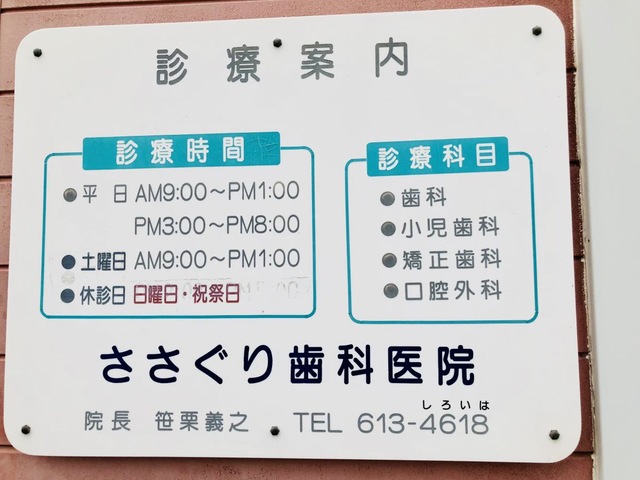 診療案内
診療時間
●平日 AM9:00～PM1:00
PM3:00～PM8:00
●土曜日 AM9:00～PM1:00
●休診日 日曜日・祝祭日
診療科目
●歯科
●小児歯科
●矯正歯科
●口腔外科
ささぐり歯科医院
しろいは
院長 笹栗義之 TEL 613-4618